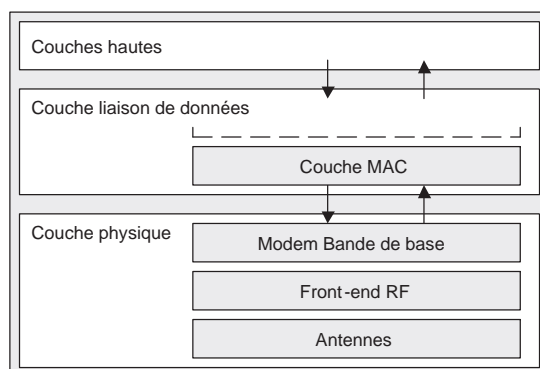 Couches hautes
Couche liaison de données
Couche MAC
Couche physique
Modem Bande de base
Front-end RF
Antennes